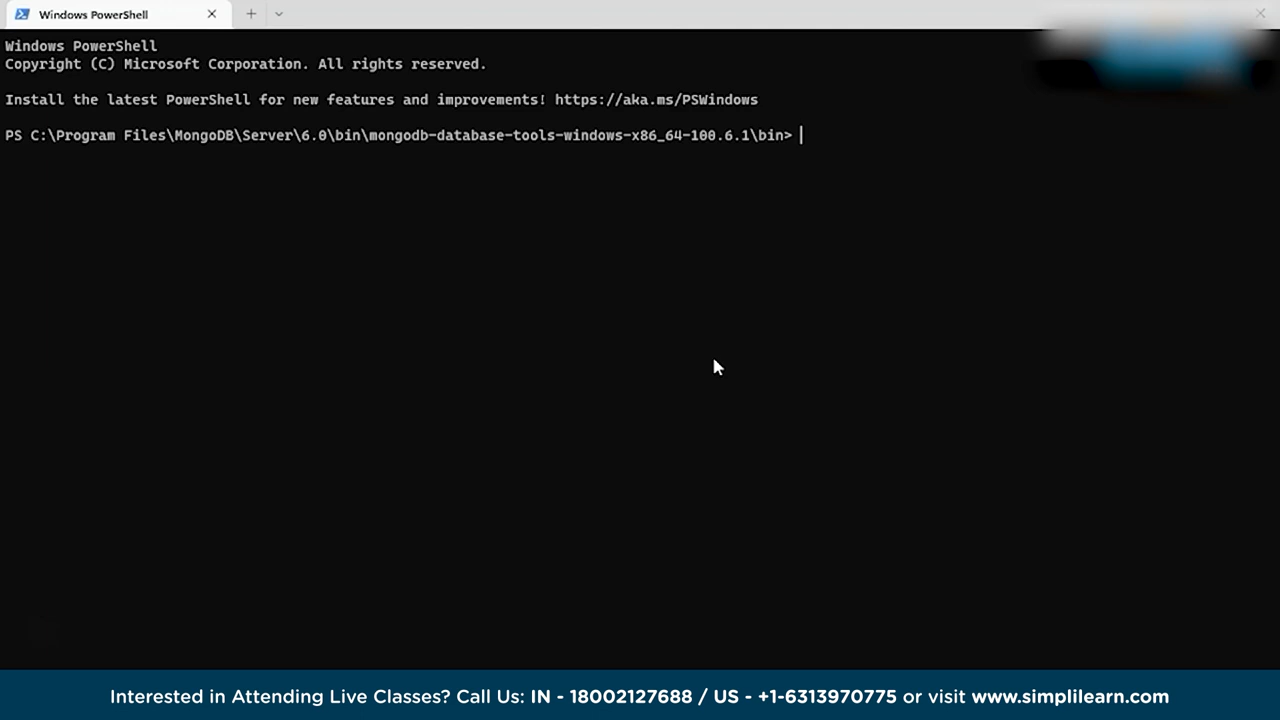 Windows PowerShell
Windows PowerShell
Copyright (C) Microsoft Corporation. All rights reserved.
Install the latest PowerShell for new features and improvements! https://aka.ms/PSWindows
PS C:\Program Files\MongoDB\Server\6.0\bin\mongodb-database-tools-windows-x86_64-100.6.1\bin>
Interested in Attending Live Classes? Call Us: IN - 18002127688 / US - +1-6313970775 or visit www.simplilearn.com